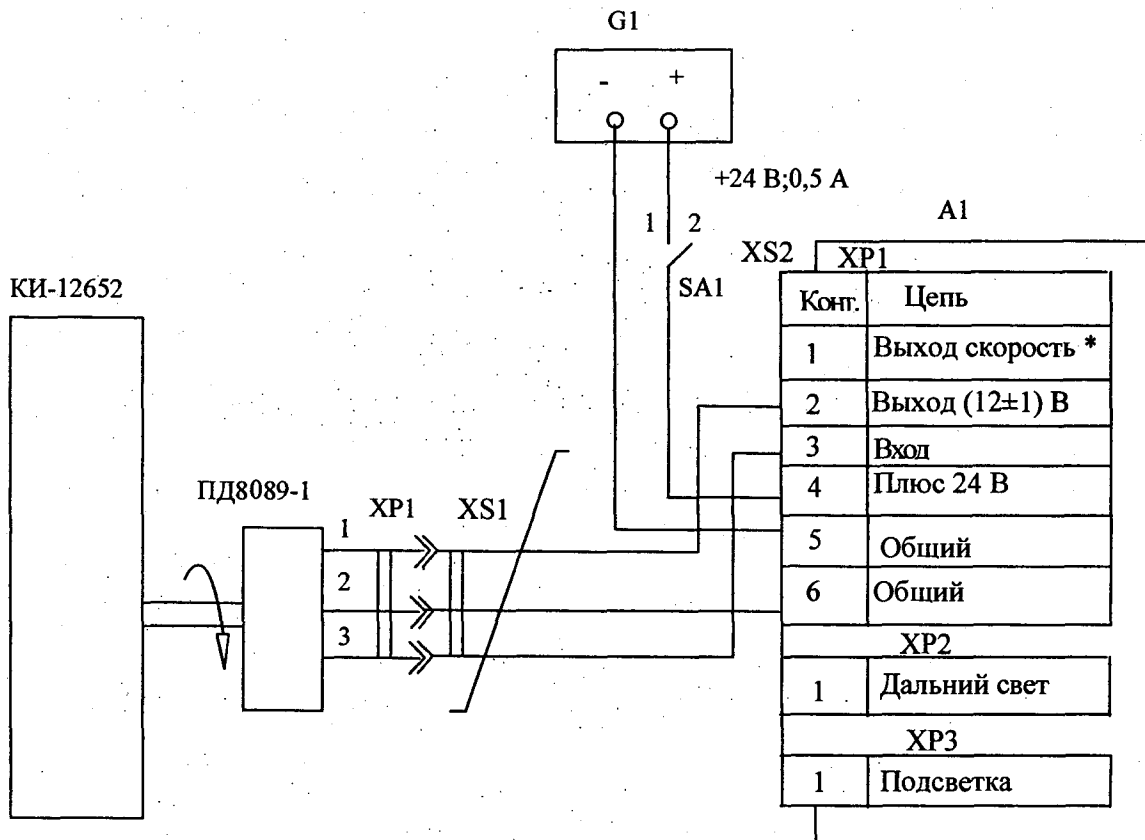 G1
- +
+24 В;0,5 А
1 2
SA1
A1
XS2 XP1
Конт. Цепь
1 Выход скорость *
2 Выход (12±1) В
3 Вход
4 Плюс 24 В
5 Общий
6 Общий
XP2
1 Дальний свет
XP3
1 Подсветка
КИ-12652
ПД8089-1
XP1 XS1
1
2
3